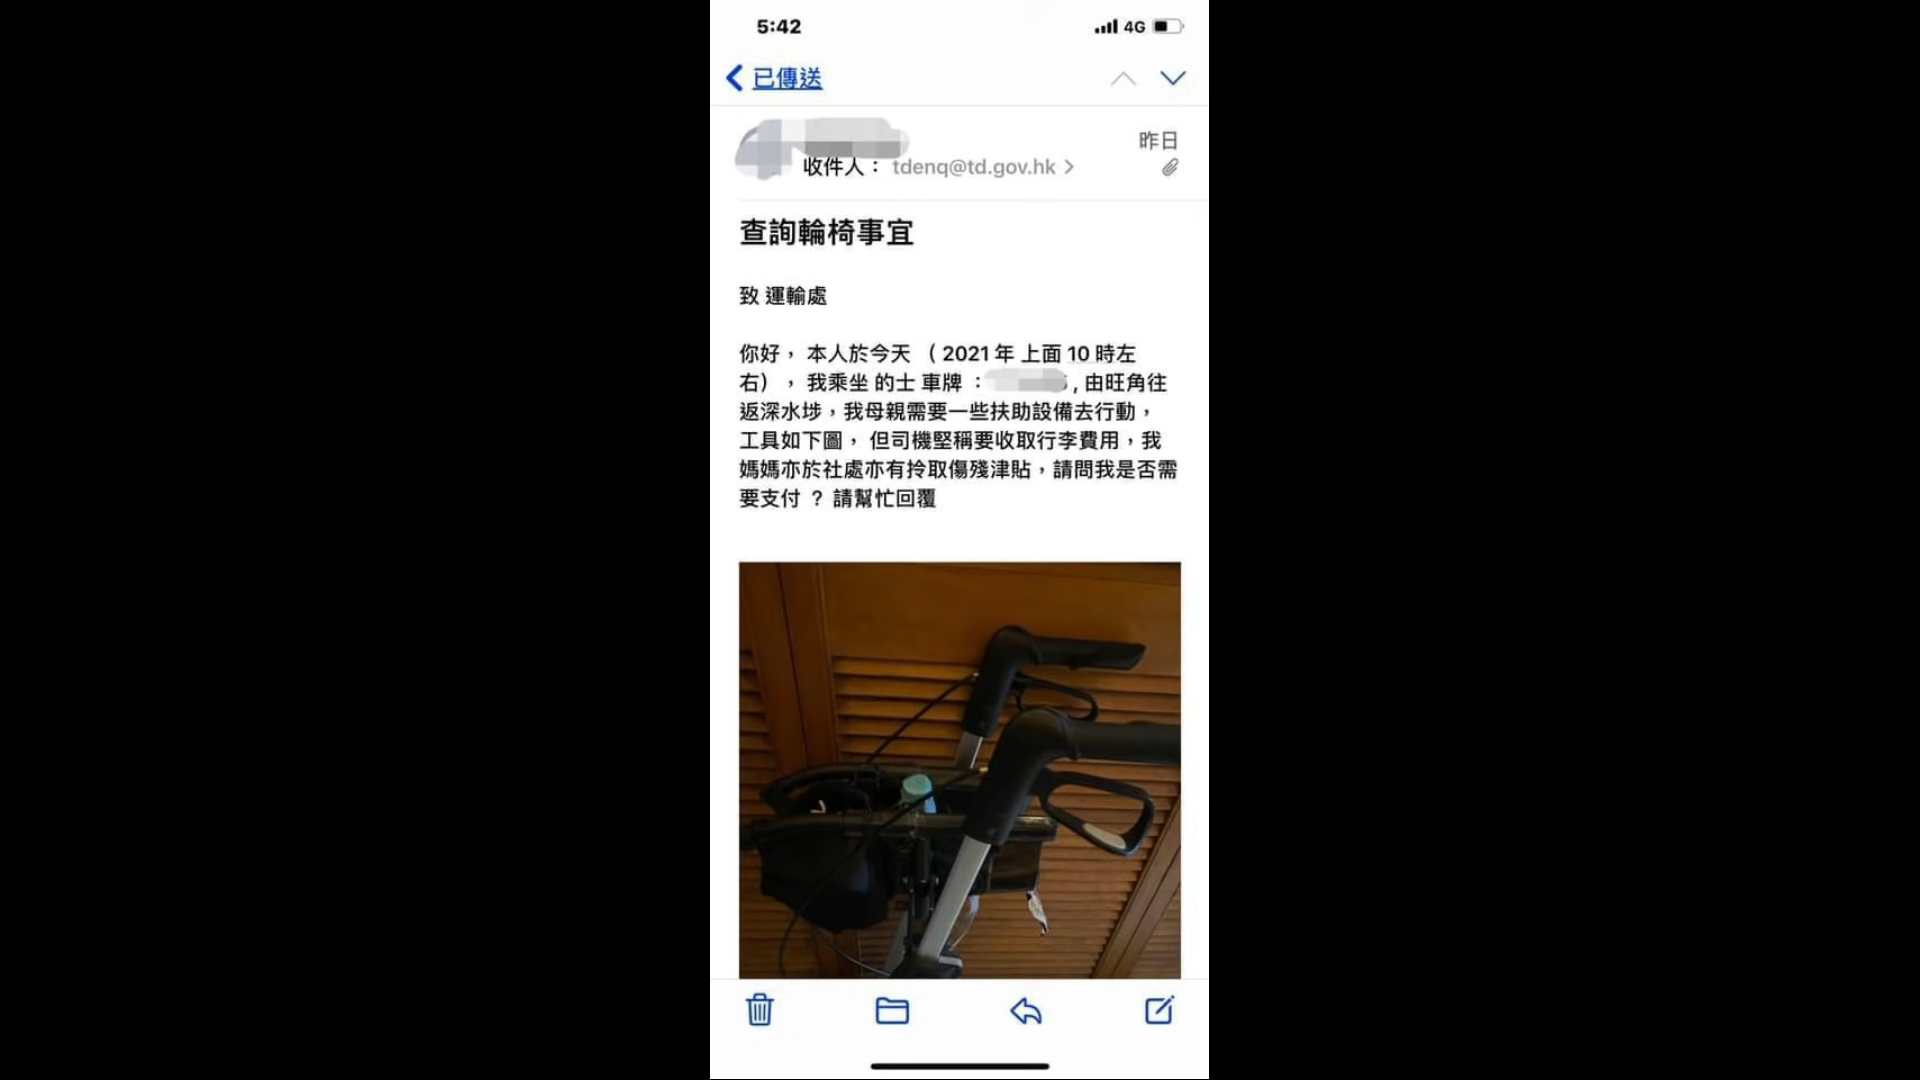 5:42
4G
已傳送
昨日
收件人： tdenq@td.gov.hk
查詢輪椅事宜
致 運輸處
你好， 本人於今天 （ 2021年 上面 10 時左
右），我乘坐 的士 車牌 ： , 由旺角往
返深水埗，我母親需要一些扶助設備去行動，
工具如下圖， 但司機堅稱要收取行李費用，我
媽媽亦於社處亦有拎取傷殘津貼，請問我是否需
要支付 ？ 請幫忙回覆